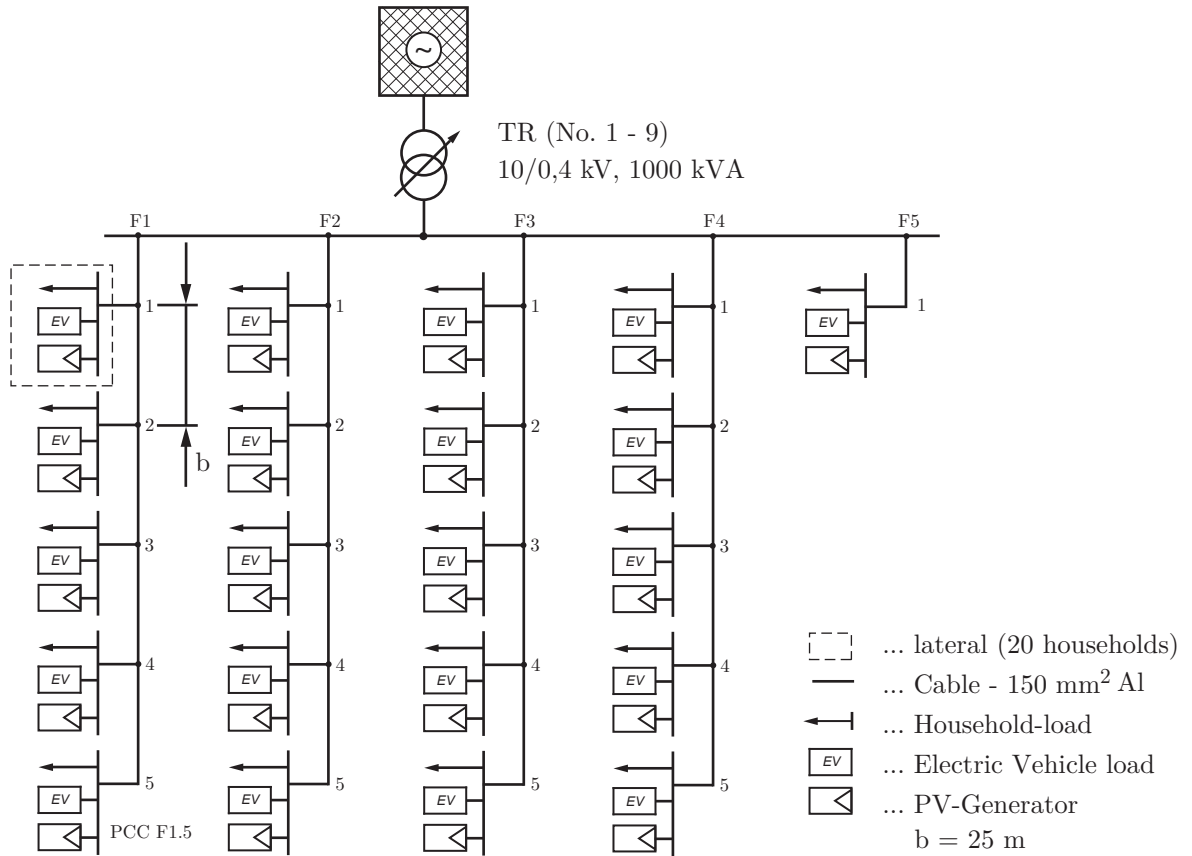 ~
TR (No. 1 - 9)
10/0,4 kV, 1000 kVA
F1 F2 F3 F4 F5
1 1 1 1 1
EV EV EV EV EV
2 2 2 2
EV EV EV EV
b
3 3 3 3
EV EV EV EV
4 4 4 4
EV EV EV EV
5 5 5 5
EV EV EV EV
PCC F1.5
... lateral (20 households)
... Cable - 150 mm² Al
... Household-load
EV ... Electric Vehicle load
... PV-Generator
b = 25 m